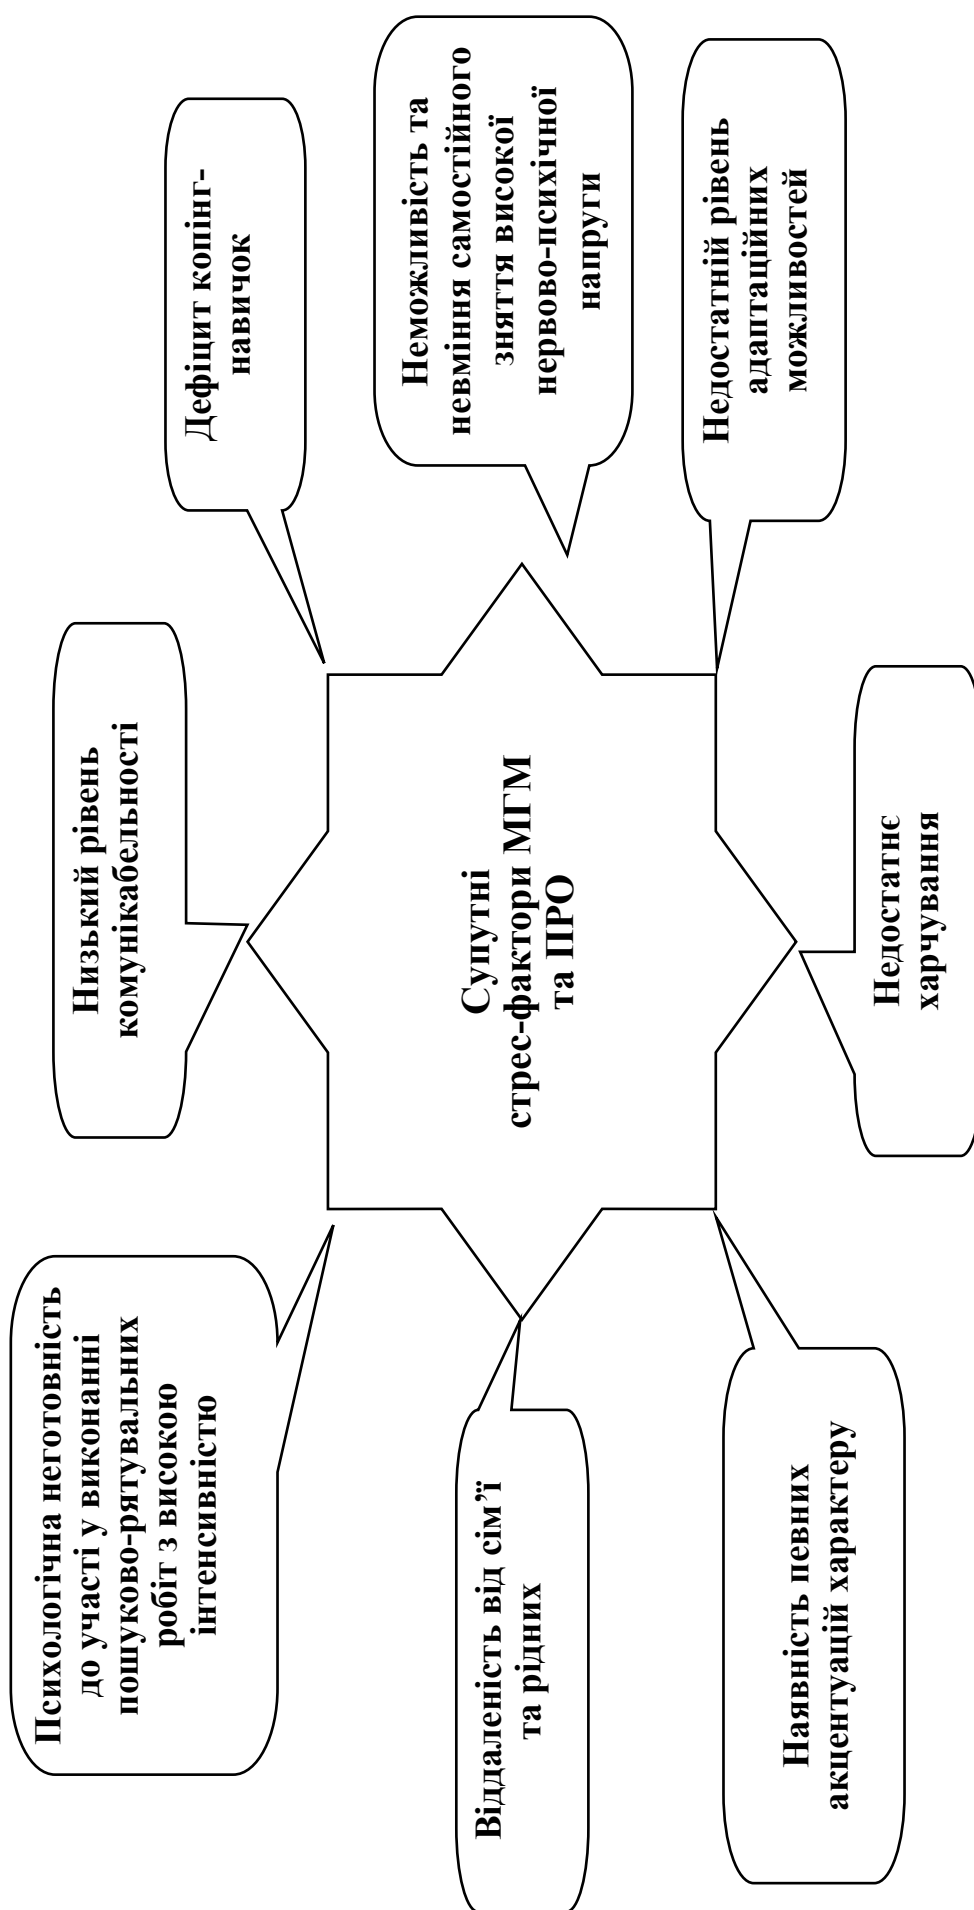 Психологічна неготовність
до участі у виконанні
пошуково-рятувальних
робіт з високою
інтенсивністю
Низький рівень
комунікабельності
Дефіцит копінг-
навичок
Віддаленість від сім’ї
та рідних
Супутні
стрес-фактори МГМ
та ПРО
Неможливість та
невміння самостійного
зняття високої
нервово-психічної
напруги
Наявність певних
акцентуацій характеру
Недостатнє
харчування
Недостатній рівень
адаптаційних
можливостей